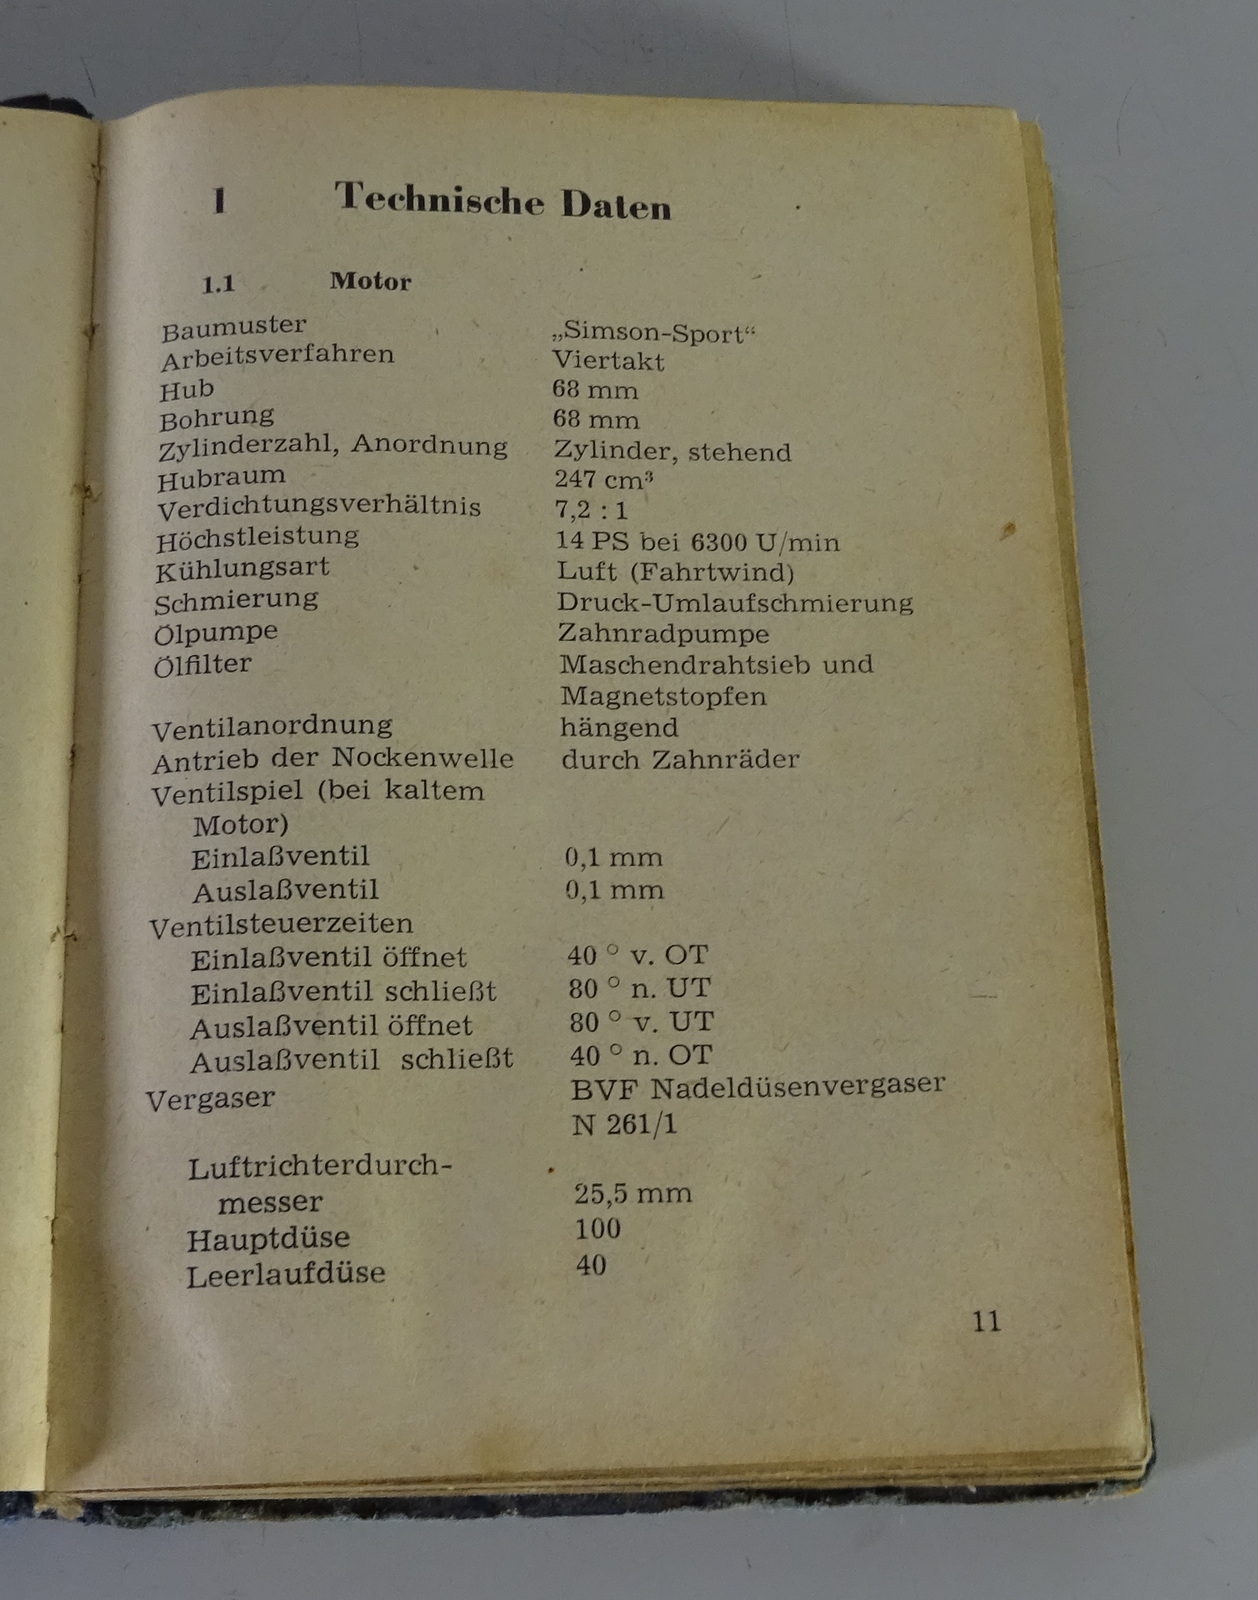 1 Technische Daten
1.1 Motor
Baumuster „Simson-Sport“
Arbeitsverfahren Viertakt
Hub 68 mm
Bohrung 68 mm
Zylinderzahl, Anordnung Zylinder, stehend
Hubraum 247 cm³
Verdichtungsverhältnis 7,2 : 1
Höchstleistung 14 PS bei 6300 U/min
Kühlungsart Luft (Fahrtwind)
Schmierung Druck-Umlaufschmierung
Ölpumpe Zahnradpumpe
Ölfilter Maschendrahtsieb und
Magnetstopfen
Ventilanordnung hängend
Antrieb der Nockenwelle durch Zahnräder
Ventilspiel (bei kaltem
Motor)
Einlaßventil 0,1 mm
Auslaßventil 0,1 mm
Ventilsteuerzeiten
Einlaßventil öffnet 40 ° v. OT
Einlaßventil schließt 80 ° n. UT
Auslaßventil öffnet 80 ° v. UT
Auslaßventil schließt 40 ° n. OT
Vergaser BVF Nadeldüsenvergaser
N 261/1
Luftrichterdurch-
messer 25,5 mm
Hauptdüse 100
Leerlaufdüse 40
11